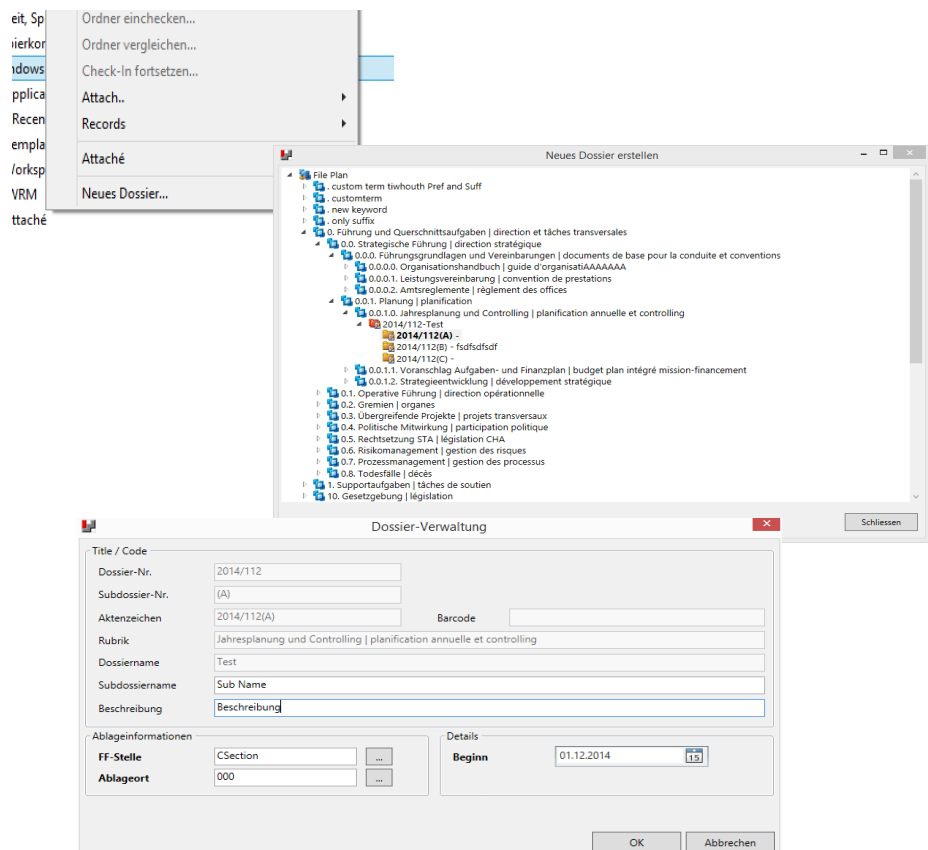 eit, Sp
Ordner einchecken...
ierkor
Ordner vergleichen...
dows
Check-In fortsetzen...
pplica
Attach..
Recen
Records
empla
Attaché
/orksp
VRM
Neues Dossier...
ttaché
Neues Dossier erstellen
File Plan
. custom term tiwhouth Pref and Suff
. customterm
. new keyword
. only suffix
0. Führung und Querschnittsaufgaben | direction et tâches transversales
0.0. Strategische Führung | direction stratégique
0.0.0. Führungsgrundlagen und Vereinbarungen | documents de base pour la conduite et conventions
0.0.0.0. Organisationshandbuch | guide d'organisatiAAAAAAA
0.0.0.1. Leistungsvereinbarung | convention de prestations
0.0.0.2. Amtsreglemente | règlement des offices
0.0.1. Planung | planification
0.0.1.0. Jahresplanung und Controlling | planification annuelle et controlling
2014/112-Test
2014/112(A) -
2014/112(B) - fsdfsdfsdf
2014/112(C) -
0.0.1.1. Voranschlag Aufgaben- und Finanzplan | budget plan intégré mission-financement
0.0.1.2. Strategieentwicklung | développement stratégique
0.1. Operative Führung | direction opérationnelle
0.2. Gremien | organes
0.3. Übergreifende Projekte | projets transversaux
0.4. Politische Mitwirkung | participation politique
0.5. Rechtsetzung STA | législation CHA
0.6. Risikomanagement | gestion des risques
0.7. Prozessmanagement | gestion des processus
0.8. Todesfälle | décès
1. Supportaufgaben | tâches de soutien
10. Gesetzgebung | législation
Schliessen
Dossier-Verwaltung
Title / Code
Dossier-Nr. 2014/112
Subdossier-Nr. (A)
Aktenzeichen 2014/112(A) Barcode
Rubrik Jahresplanung und Controlling | planification annuelle et controlling
Dossiername Test
Subdossiername Sub Name
Beschreibung Beschreibung
Ablageinformationen Details
FF-Stelle CSection ... Beginn 01.12.2014 15
Ablageort 000 ...
OK Abbrechen